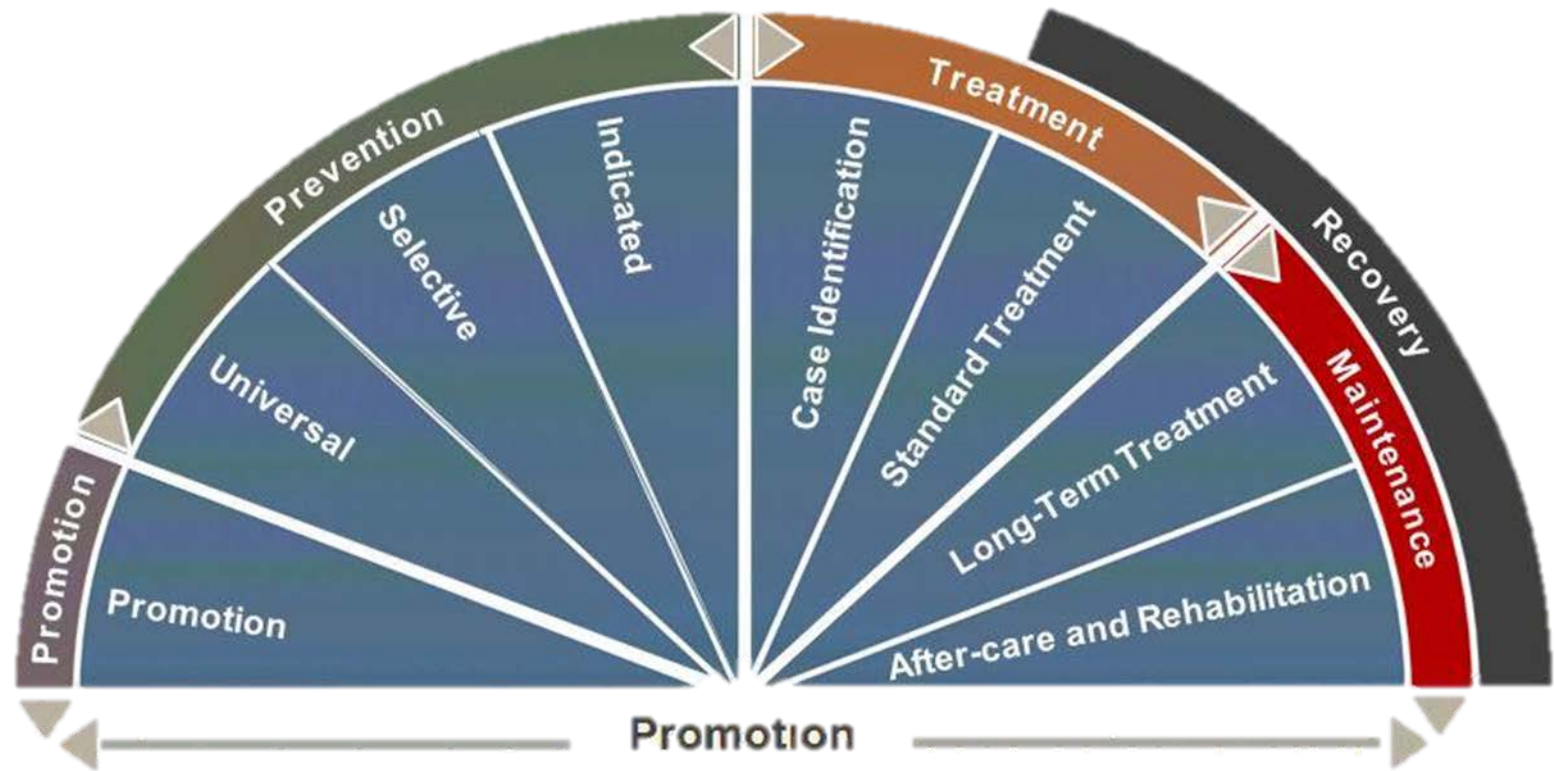 Promotion
Prevention
Treatment
Recovery
Maintenance
Promotion
Universal
Selective
Indicated
Case Identification
Standard Treatment
Long-Term Treatment
After-care and Rehabilitation
Promotion